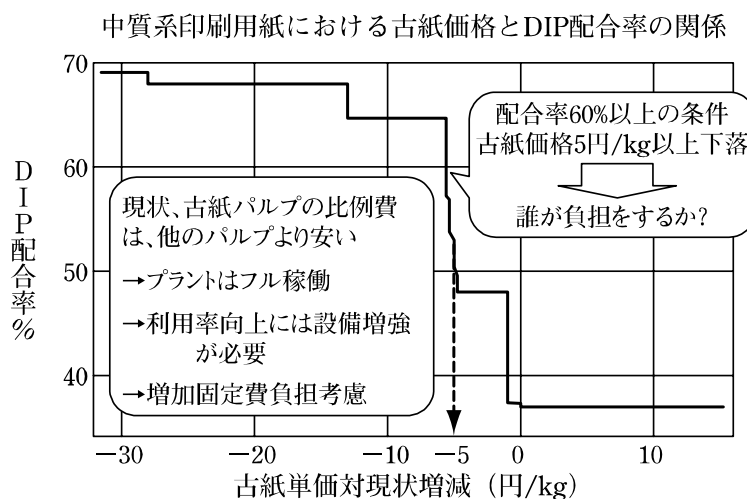 中質系印刷用紙における古紙価格とDIP配合率の関係
70
60
50
40
DIP配合率%
配合率60%以上の条件
古紙価格5円/kg以上下落
誰が負担をするか?
現状、古紙パルプの比例費
は、他のパルプより安い
→プラントはフル稼働
→利用率向上には設備増強
が必要
→増加固定費負担考慮
−30
−20
−10
−5
0
10
古紙単価対現状増減（円/kg）